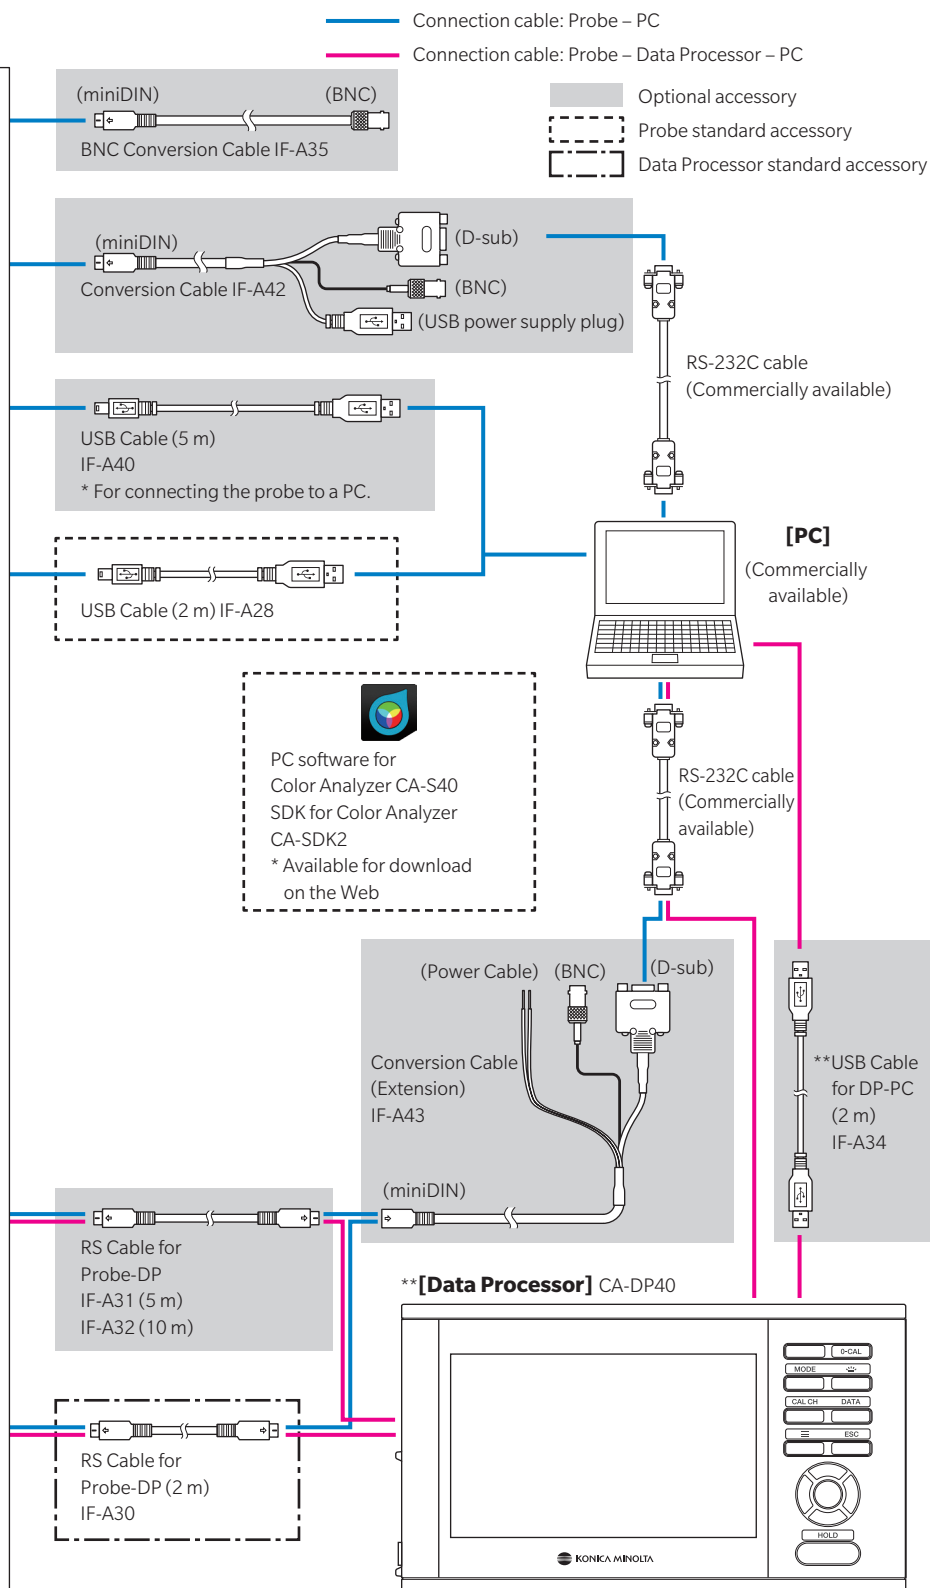 Connection cable: Probe – PC
Connection cable: Probe – Data Processor – PC
Optional accessory
Probe standard accessory
Data Processor standard accessory
(miniDIN)
(BNC)
BNC Conversion Cable IF-A35
(miniDIN)
(D-sub)
Conversion Cable IF-A42
(BNC)
(USB power supply plug)
RS-232C cable
(Commercially available)
USB Cable (5 m)
IF-A40
* For connecting the probe to a PC.
[PC]
(Commercially
available)
USB Cable (2 m) IF-A28
PC software for
Color Analyzer CA-S40
SDK for Color Analyzer
CA-SDK2
* Available for download
on the Web
RS-232C cable
(Commercially
available)
(Power Cable)
(BNC)
(D-sub)
Conversion Cable
(Extension)
IF-A43
**USB Cable
for DP-PC
(2 m)
IF-A34
(miniDIN)
RS Cable for
Probe-DP
IF-A31 (5 m)
IF-A32 (10 m)
**[Data Processor] CA-DP40
0-CAL
MODE
CAL CH DATA
ESC
HOLD
KONICA MINOLTA
RS Cable for
Probe-DP (2 m)
IF-A30